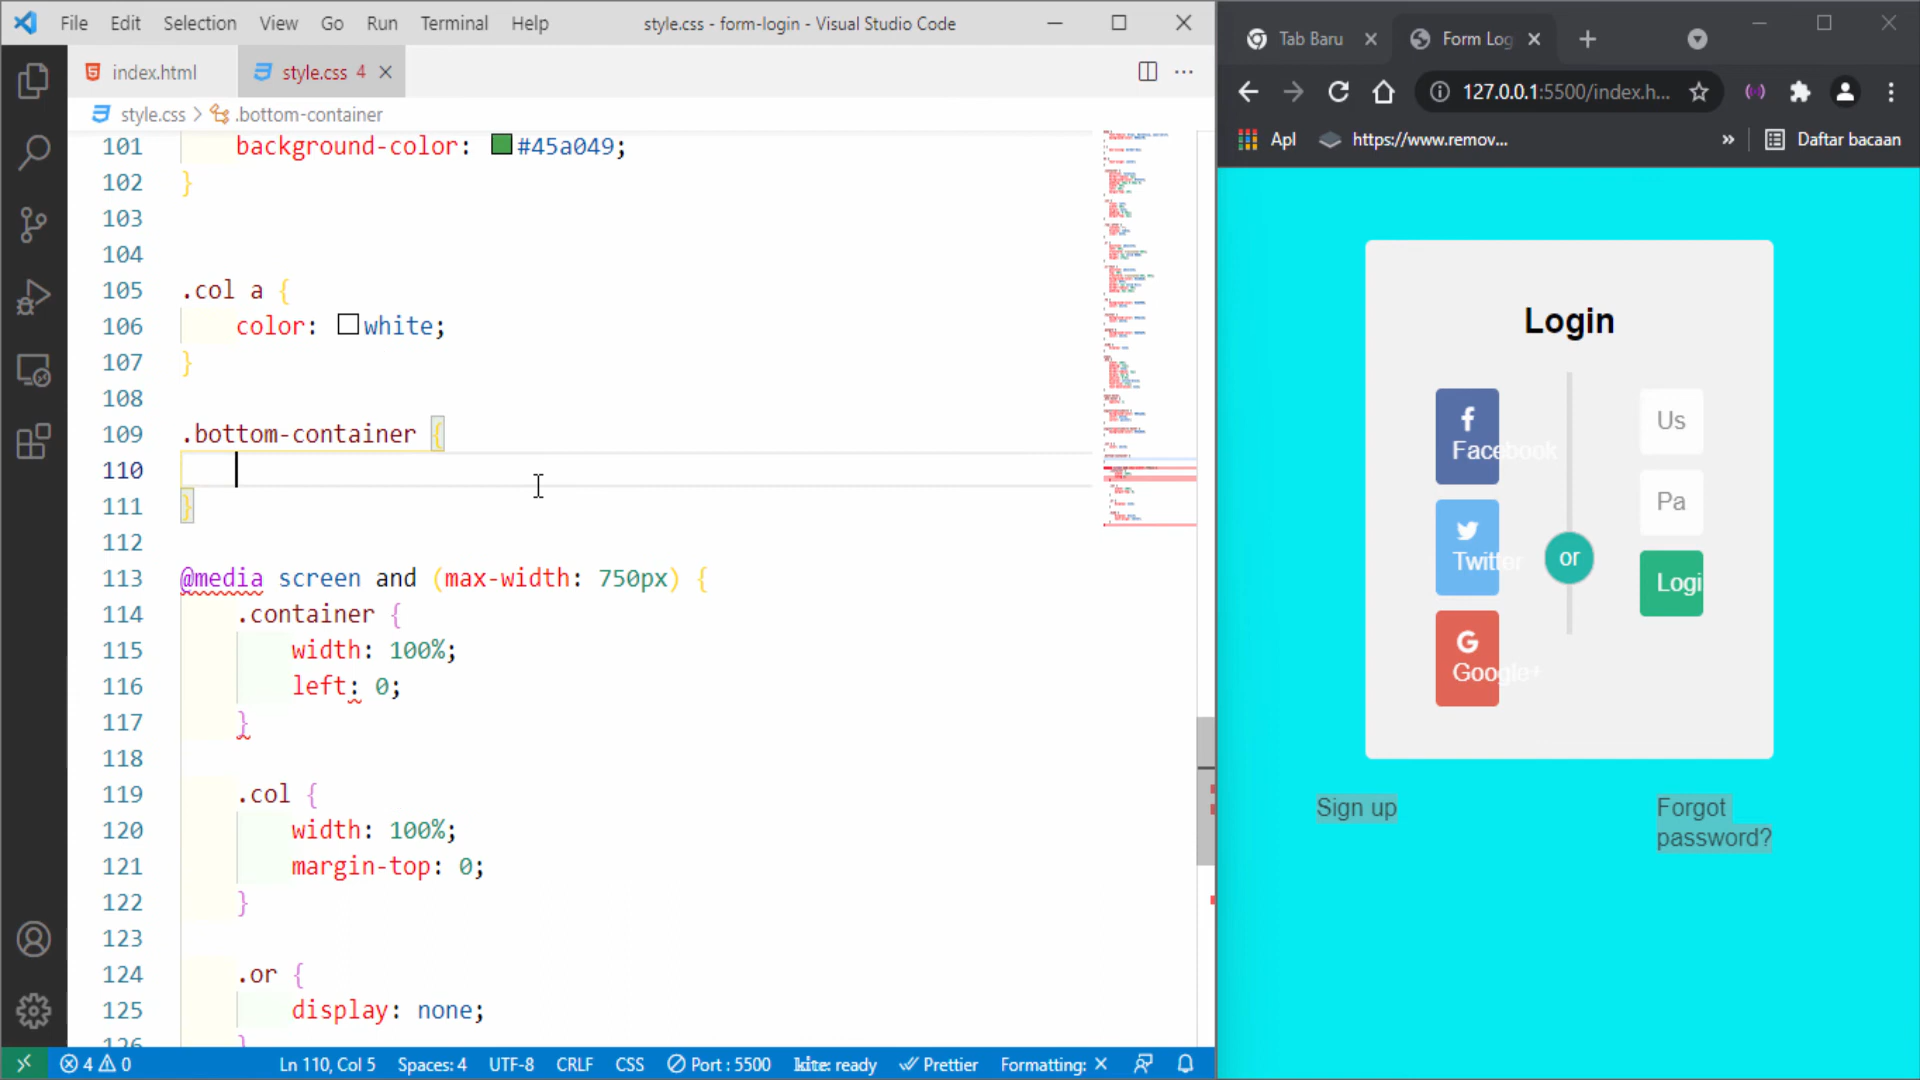 File Edit Selection View Go Run Terminal Help
style.css - form-login - Visual Studio Code
index.html
style.css 4
style.css > .bottom-container
101 background-color: #45a049;
102 }
103
104
105 .col a {
106 color: white;
107 }
108
109 .bottom-container {
110
111 }
112
113 @media screen and (max-width: 750px) {
114 .container {
115 width: 100%;
116 left: 0;
117 }
118
119 .col {
120 width: 100%;
121 margin-top: 0;
122 }
123
124 .or {
125 display: none;
126 }
4 0
Ln 110, Col 5 Spaces: 4 UTF-8 CRLF CSS Port : 5500 kite: ready Prettier Formatting: ×
Tab Baru
Form Log
127.0.0.1:5500/index.h...
Apl
https://www.remov...
»
Daftar bacaan
Login
Facebook
Twitter
Google+
or
Us
Pa
Logi
Sign up
Forgot
password?